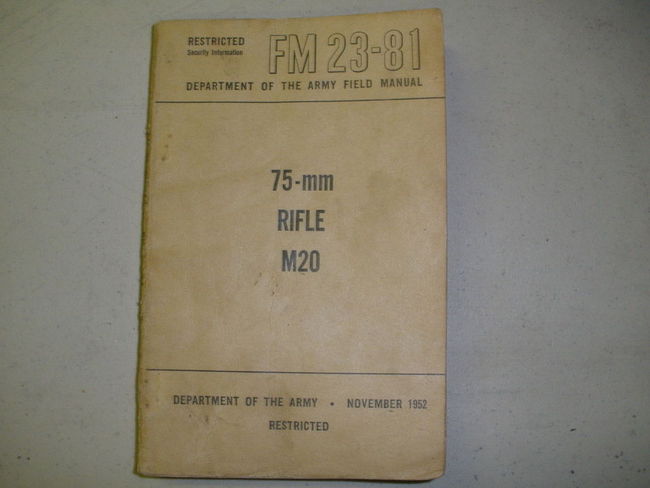 RESTRICTED
Security Information
FM 23-81
DEPARTMENT OF THE ARMY FIELD MANUAL
75-mm
RIFLE
M20
DEPARTMENT OF THE ARMY • NOVEMBER 1952
RESTRICTED